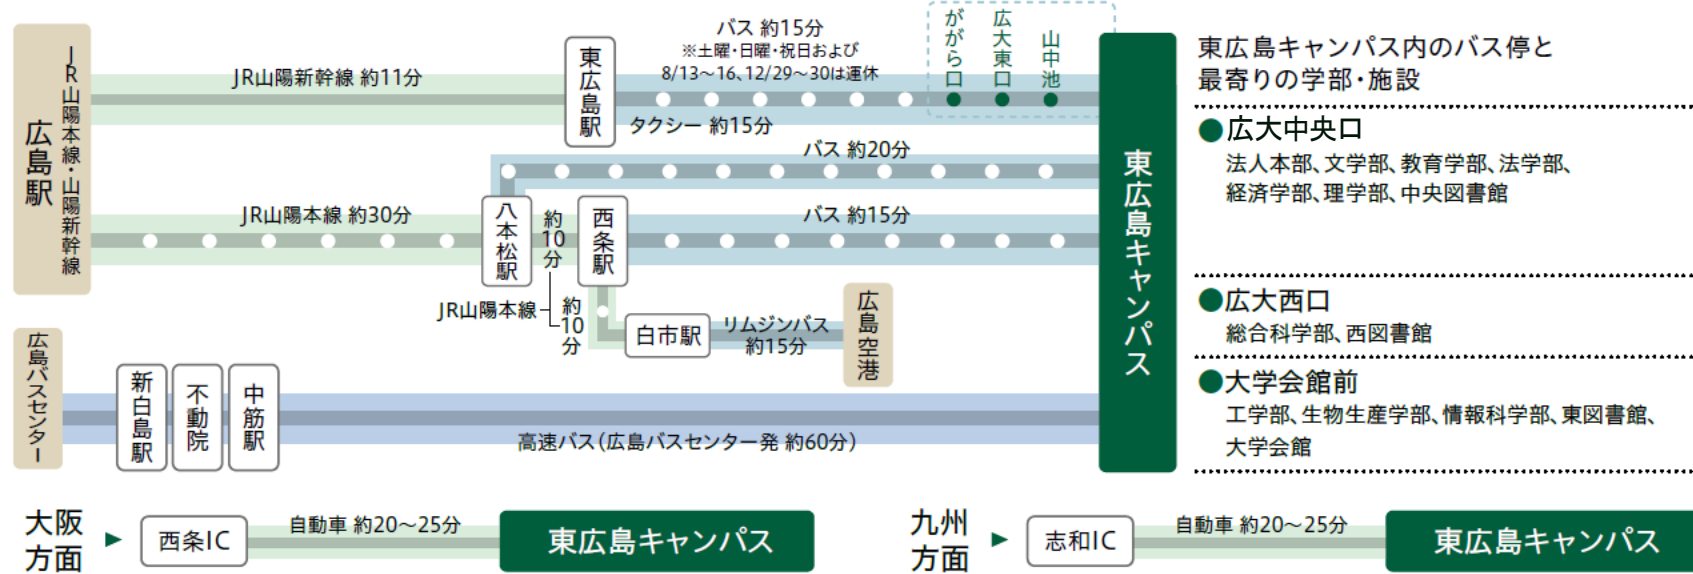 広島駅
JR山陽本線・山陽新幹線
JR山陽新幹線 約11分
東広島駅
バス 約15分
※土曜・日曜・祝日および
8/13〜16、12/29〜30は運休
タクシー 約15分
ががら口
広大東口
山中池
バス 約20分
JR山陽本線 約30分
八本松駅
約10分
西条駅
バス 約15分
JR山陽本線
約10分
白市駅
リムジンバス
約15分
広島空港
広島バスセンター
新白島駅
不動院
中筋駅
高速バス(広島バスセンター発 約60分)
東広島キャンパス
東広島キャンパス内のバス停と
最寄りの学部・施設
●広大中央口
法人本部、文学部、教育学部、法学部、
経済学部、理学部、中央図書館
●広大西口
総合科学部、西図書館
●大学会館前
工学部、生物生産学部、情報科学部、東図書館、
大学会館
大阪
方面
西条IC
自動車 約20〜25分
東広島キャンパス
九州
方面
志和IC
自動車 約20〜25分
東広島キャンパス